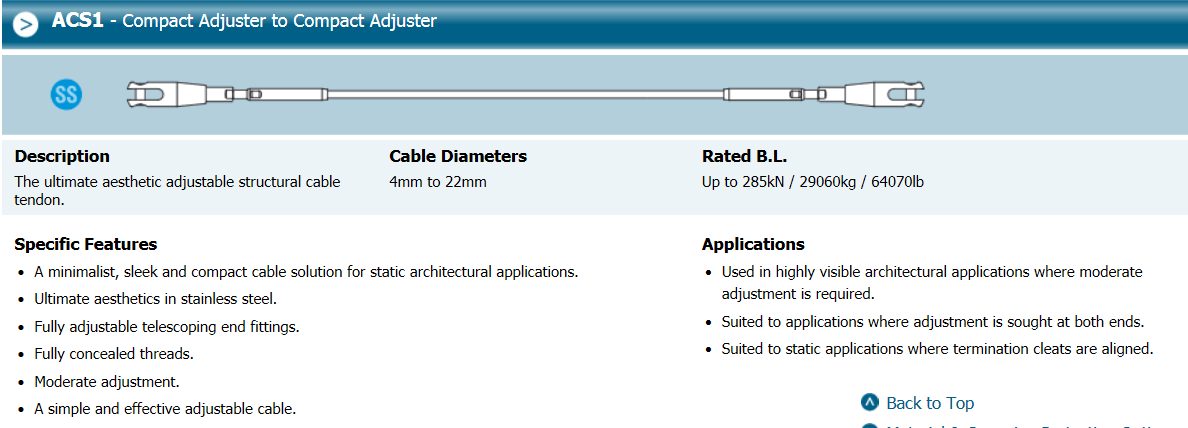 ACS1 - Compact Adjuster to Compact Adjuster
SS
Description
The ultimate aesthetic adjustable structural cable
tendon.
Cable Diameters
4mm to 22mm
Rated B.L.
Up to 285kN / 29060kg / 64070lb
Specific Features
• A minimalist, sleek and compact cable solution for static architectural applications.
• Ultimate aesthetics in stainless steel.
• Fully adjustable telescoping end fittings.
• Fully concealed threads.
• Moderate adjustment.
• A simple and effective adjustable cable.
Applications
• Used in highly visible architectural applications where moderate
adjustment is required.
• Suited to applications where adjustment is sought at both ends.
• Suited to static applications where termination cleats are aligned.
Back to Top